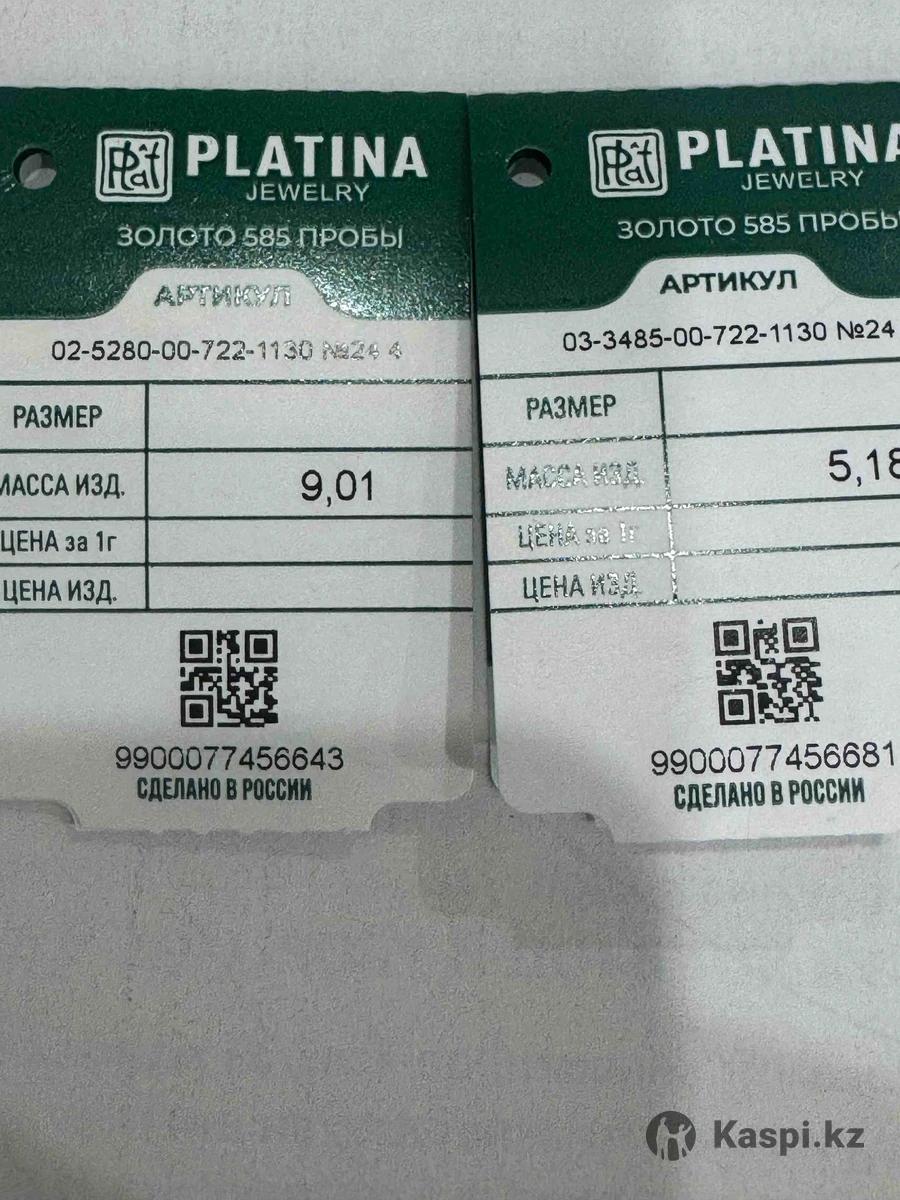 PLATINA
JEWELRY
ЗОЛОТО 585 ПРОБЫ
АРТИКУЛ
02-5280-00-722-1130 №24 4
РАЗМЕР
МАССА ИЗД. 9,01
ЦЕНА за 1г
ЦЕНА ИЗД.
9900077456643
СДЕЛАНО В РОССИИ
PLATINA
JEWELRY
ЗОЛОТО 585 ПРОБЫ
АРТИКУЛ
03-3485-00-722-1130 №24
РАЗМЕР
МАССА ИЗД. 5,18
ЦЕНА за 1г
ЦЕНА ИЗД.
9900077456681
СДЕЛАНО В РОССИИ
Kaspi.kz